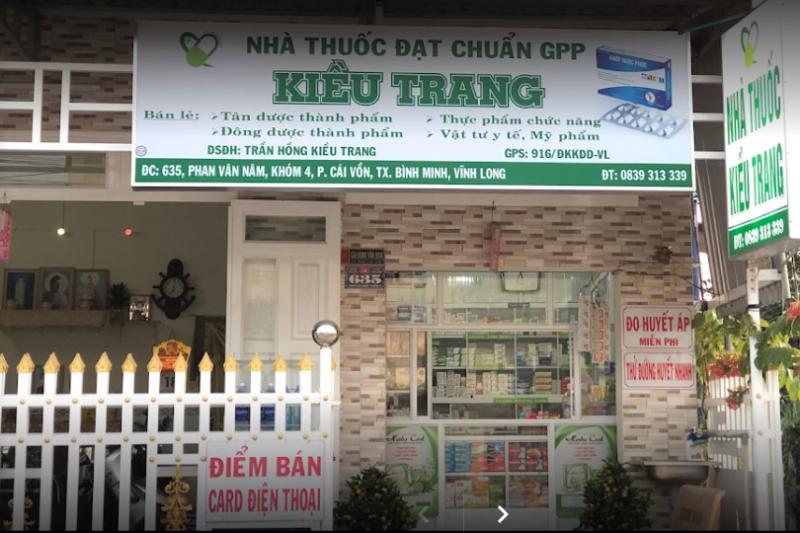 NHÀ THUỐC ĐẠT CHUẨN GPP
KIỀU TRANG
Bán lẻ: ➢Tân dược thành phẩm ➢ Thực phẩm chức năng
➢Đông dược thành phẩm ➢ Vật tư y tế, Mỹ phẩm
DSĐH: TRẦN HỒNG KIỀU TRANG GPS: 916/ĐKKDD-VL
ĐC: 635, PHAN VĂN NĂM, KHÓM 4, P. CÁI VỒN, TX. BÌNH MINH, VĨNH LONG ĐT: 0839 313 339
NHÀ THUỐC
KIỀU TRANG
ĐT: 0839 313 339
635
ĐO HUYẾT ÁP
MIỄN PHÍ
THỬ ĐƯỜNG HUYẾT NHANH
ĐIỂM BÁN
CARD ĐIỆN THOẠI